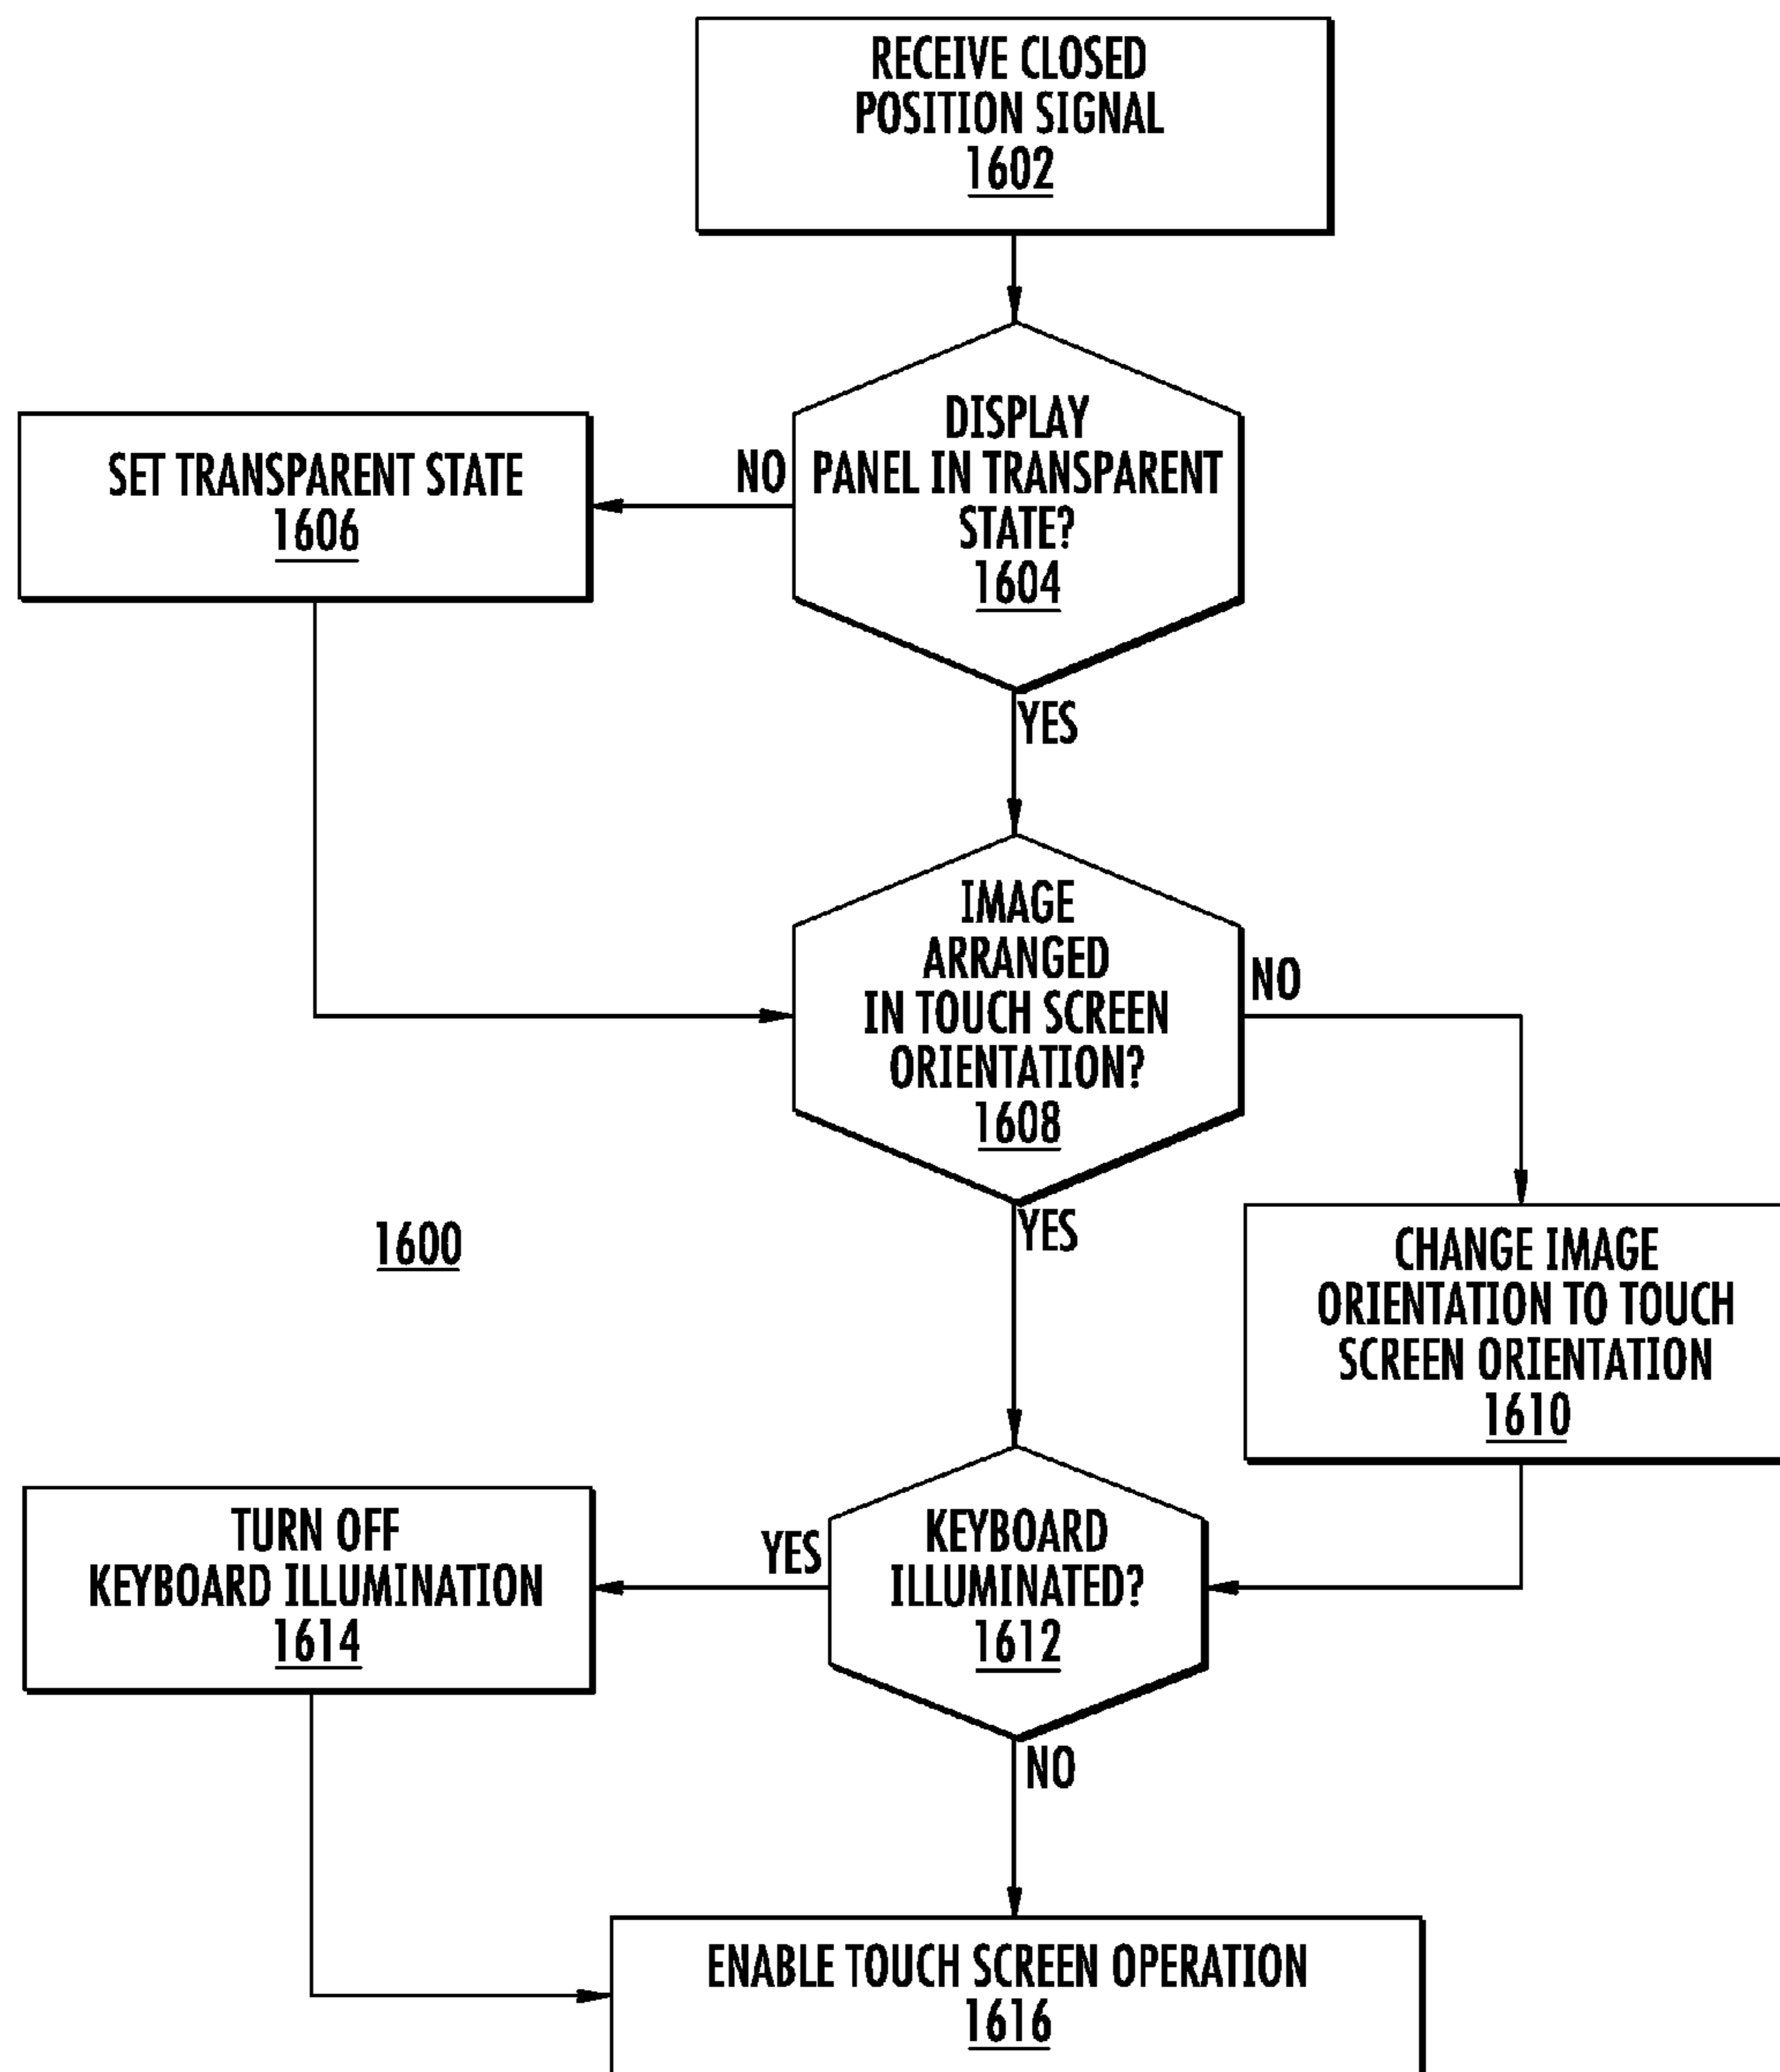 RECEIVE CLOSED
POSITION SIGNAL
1602
DISPLAY
PANEL IN TRANSPARENT
STATE?
1604
NO
SET TRANSPARENT STATE
1606
YES
IMAGE
ARRANGED
IN TOUCH SCREEN
ORIENTATION?
1608
NO
YES
1600
CHANGE IMAGE
ORIENTATION TO TOUCH
SCREEN ORIENTATION
1610
KEYBOARD
ILLUMINATED?
1612
YES
TURN OFF
KEYBOARD ILLUMINATION
1614
NO
ENABLE TOUCH SCREEN OPERATION
1616